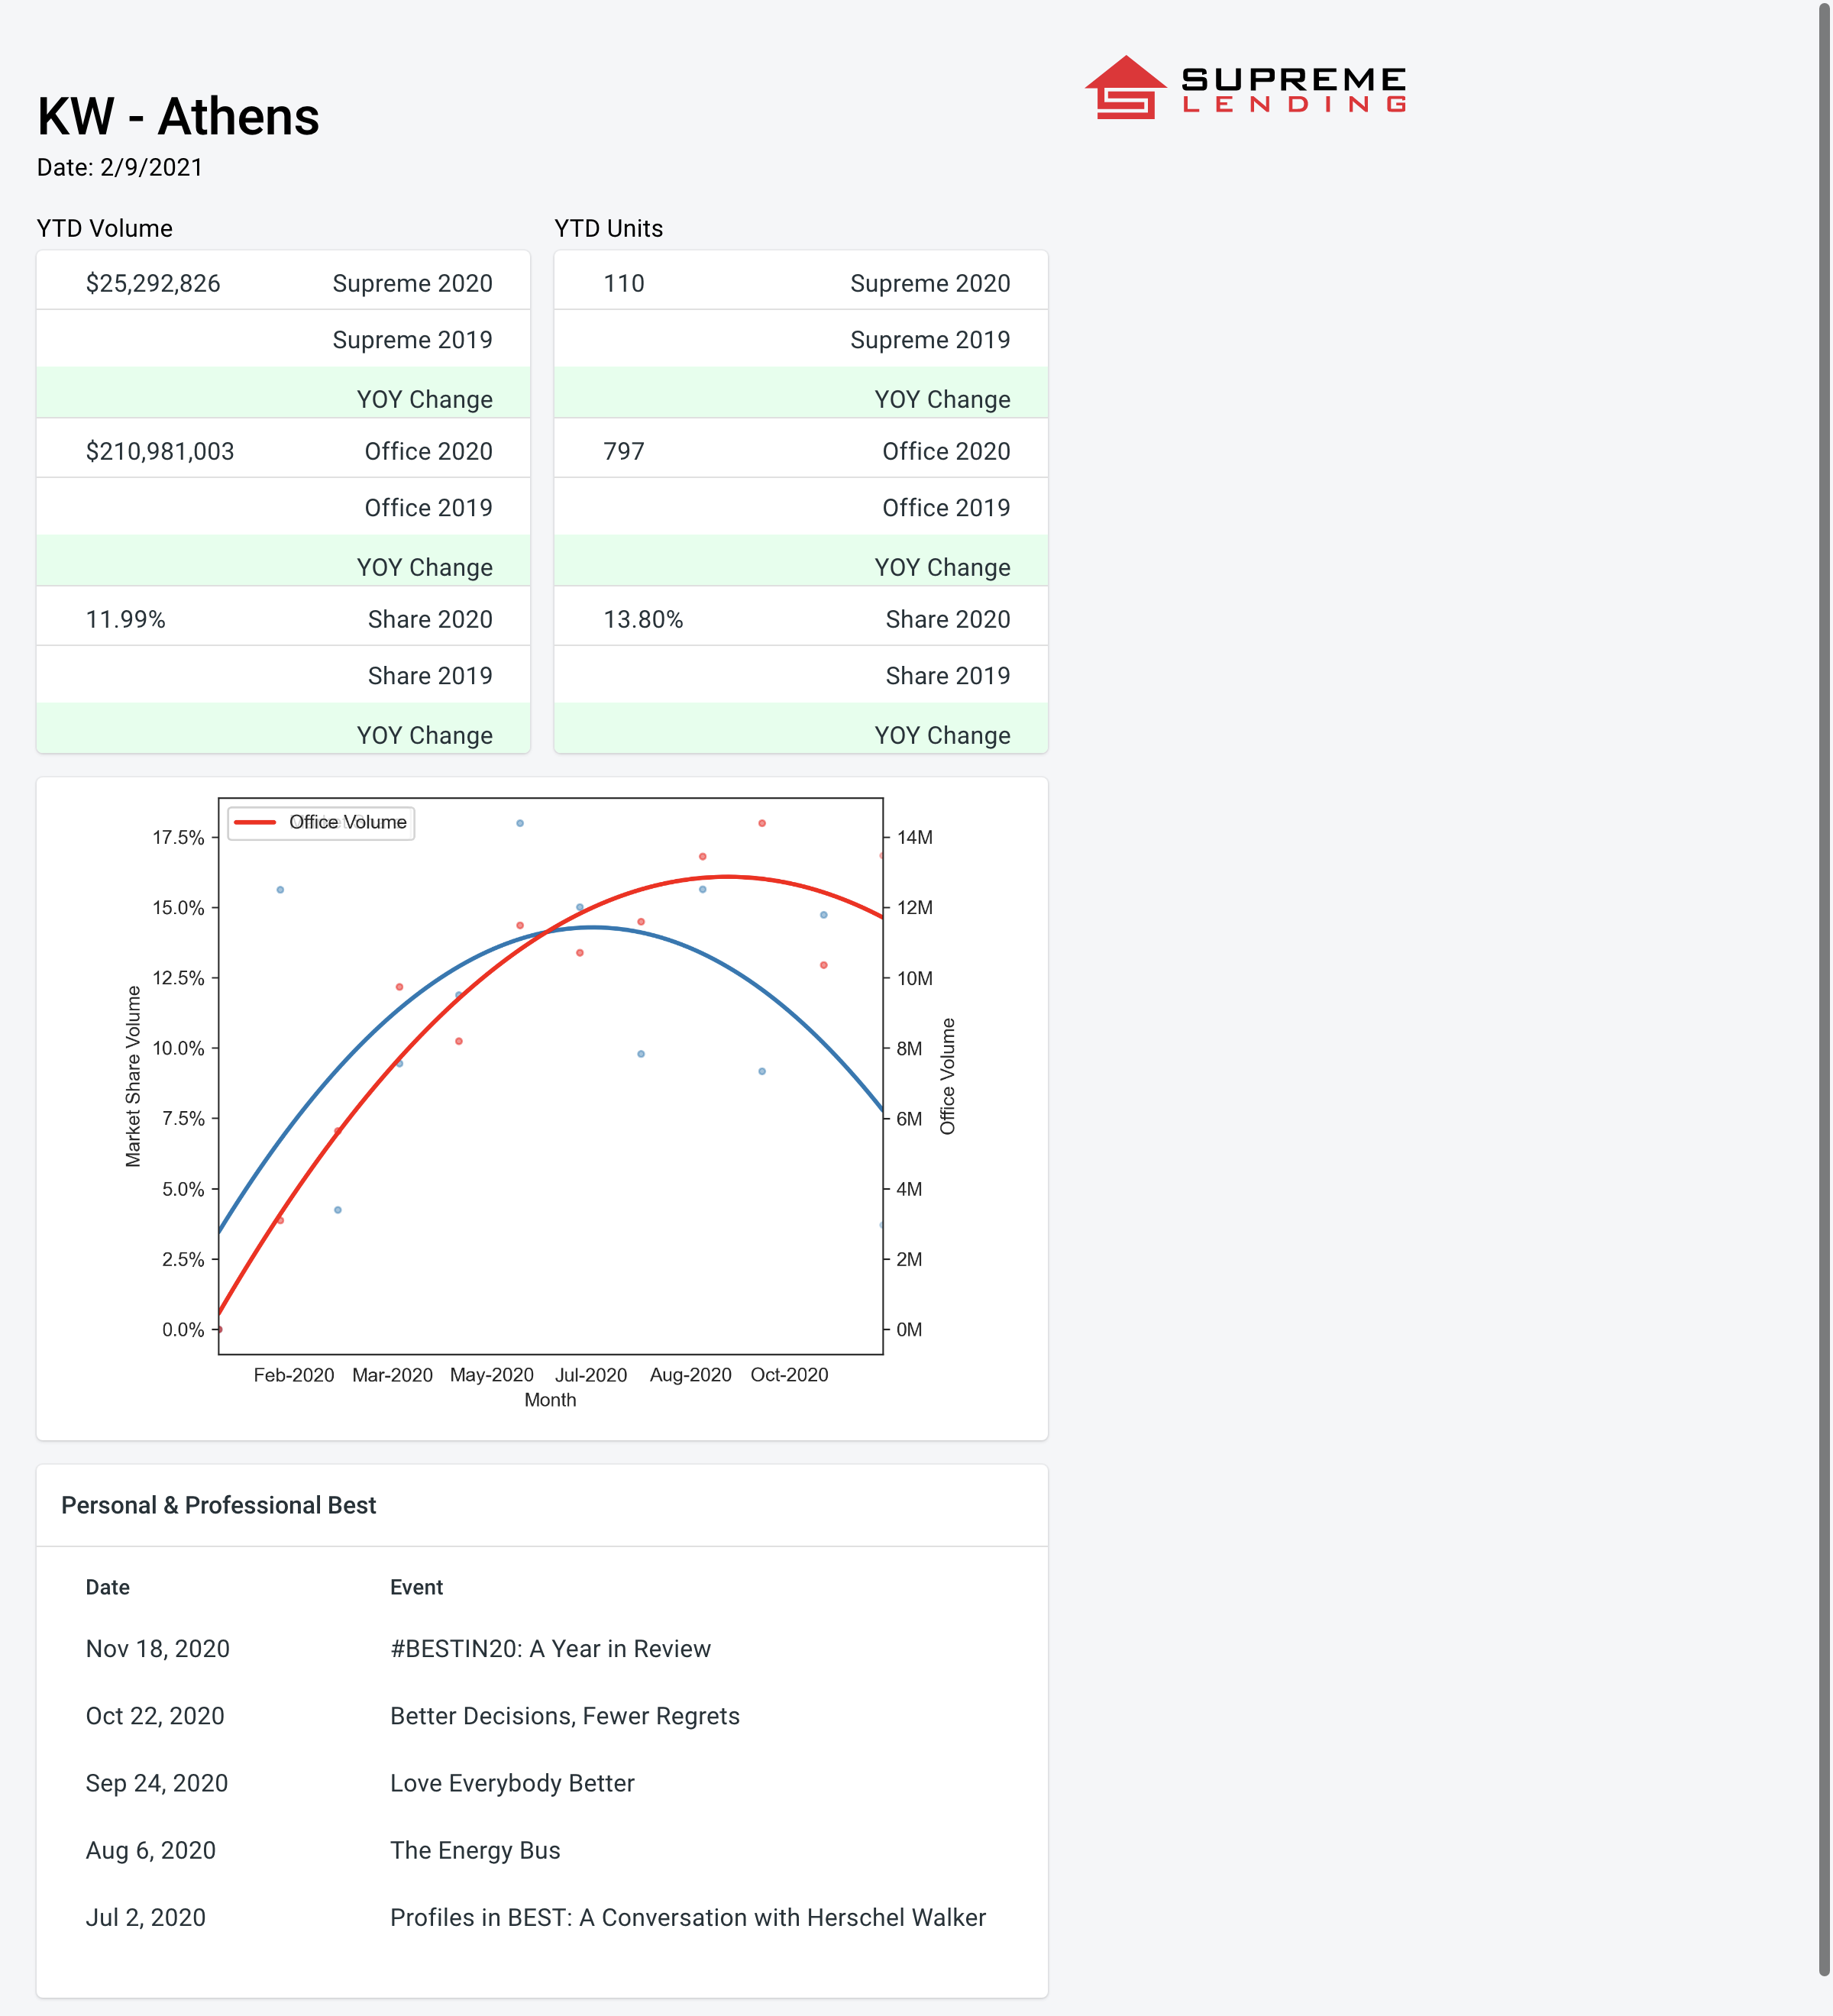 SUPREME
LENDING
KW - Athens
Date: 2/9/2021
YTD Volume
$25,292,826 Supreme 2020
Supreme 2019
YOY Change
$210,981,003 Office 2020
Office 2019
YOY Change
11.99% Share 2020
Share 2019
YOY Change
YTD Units
110 Supreme 2020
Supreme 2019
YOY Change
797 Office 2020
Office 2019
YOY Change
13.80% Share 2020
Share 2019
YOY Change
Office Volume
17.5%
15.0%
12.5%
10.0%
7.5%
5.0%
2.5%
0.0%
Market Share Volume
14M
12M
10M
8M
6M
4M
2M
0M
Office Volume
Feb-2020 Mar-2020 May-2020 Jul-2020 Aug-2020 Oct-2020
Month
Personal & Professional Best
Date Event
Nov 18, 2020 #BESTIN20: A Year in Review
Oct 22, 2020 Better Decisions, Fewer Regrets
Sep 24, 2020 Love Everybody Better
Aug 6, 2020 The Energy Bus
Jul 2, 2020 Profiles in BEST: A Conversation with Herschel Walker